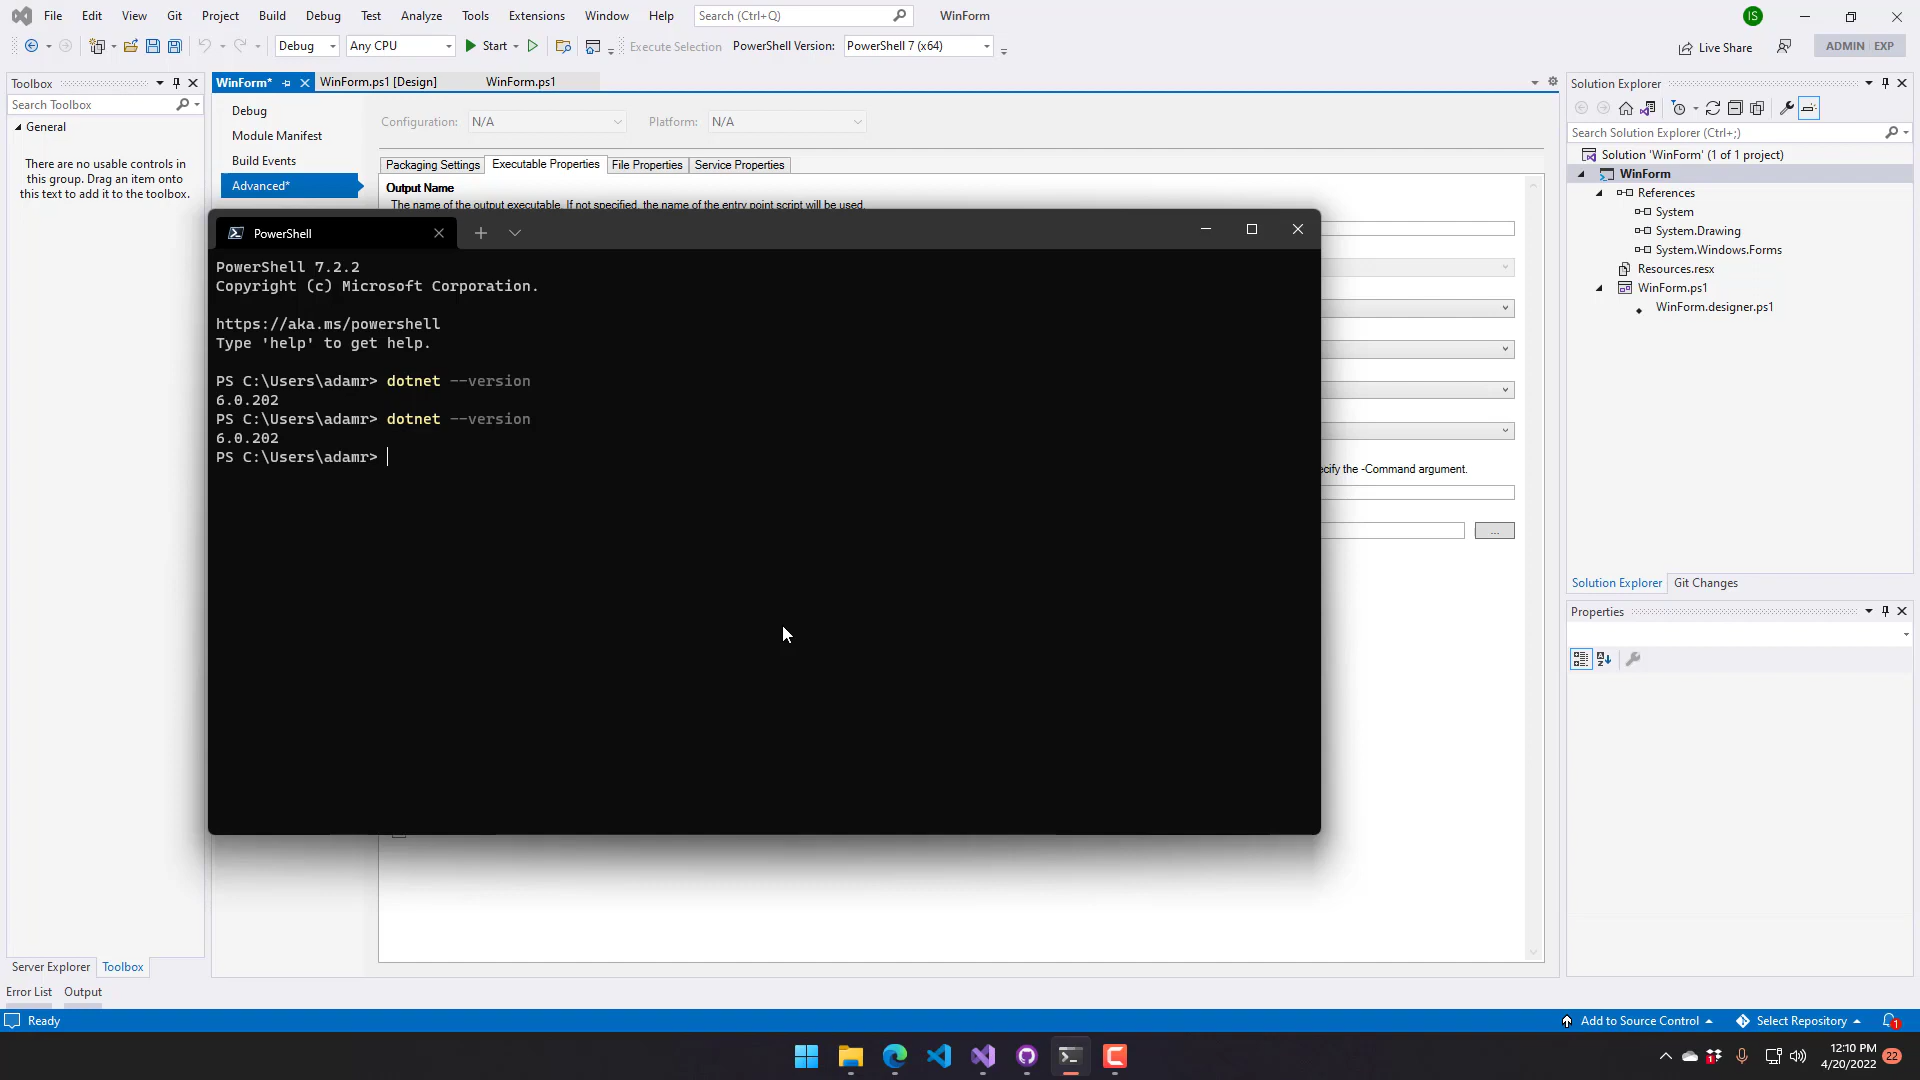 File Edit View Git Project Build Debug Test Analyze Tools Extensions Window Help Search (Ctrl+Q) WinForm IS
Debug Any CPU Start Execute Selection PowerShell Version: PowerShell 7 (x64) Live Share ADMIN EXP
Toolbox
Search Toolbox
General
There are no usable controls in
this group. Drag an item onto
this text to add it to the toolbox.
WinForm* WinForm.ps1 [Design] WinForm.ps1
Debug
Module Manifest
Build Events
Advanced*
Configuration: N/A Platform: N/A
Packaging Settings Executable Properties File Properties Service Properties
Output Name
The name of the output executable. If not specified, the name of the entry point script will be used.
PowerShell
PowerShell 7.2.2
Copyright (c) Microsoft Corporation.
https://aka.ms/powershell
Type 'help' to get help.
PS C:\Users\adamr> dotnet --version
6.0.202
PS C:\Users\adamr> dotnet --version
6.0.202
PS C:\Users\adamr>
the -Command argument.
...
Solution Explorer
Search Solution Explorer (Ctrl+;)
Solution 'WinForm' (1 of 1 project)
WinForm
References
System
System.Drawing
System.Windows.Forms
Resources.resx
WinForm.ps1
WinForm.designer.ps1
Solution Explorer Git Changes
Properties
Server Explorer Toolbox
Error List Output
Ready Add to Source Control Select Repository 1
12:10 PM
4/20/2022
22